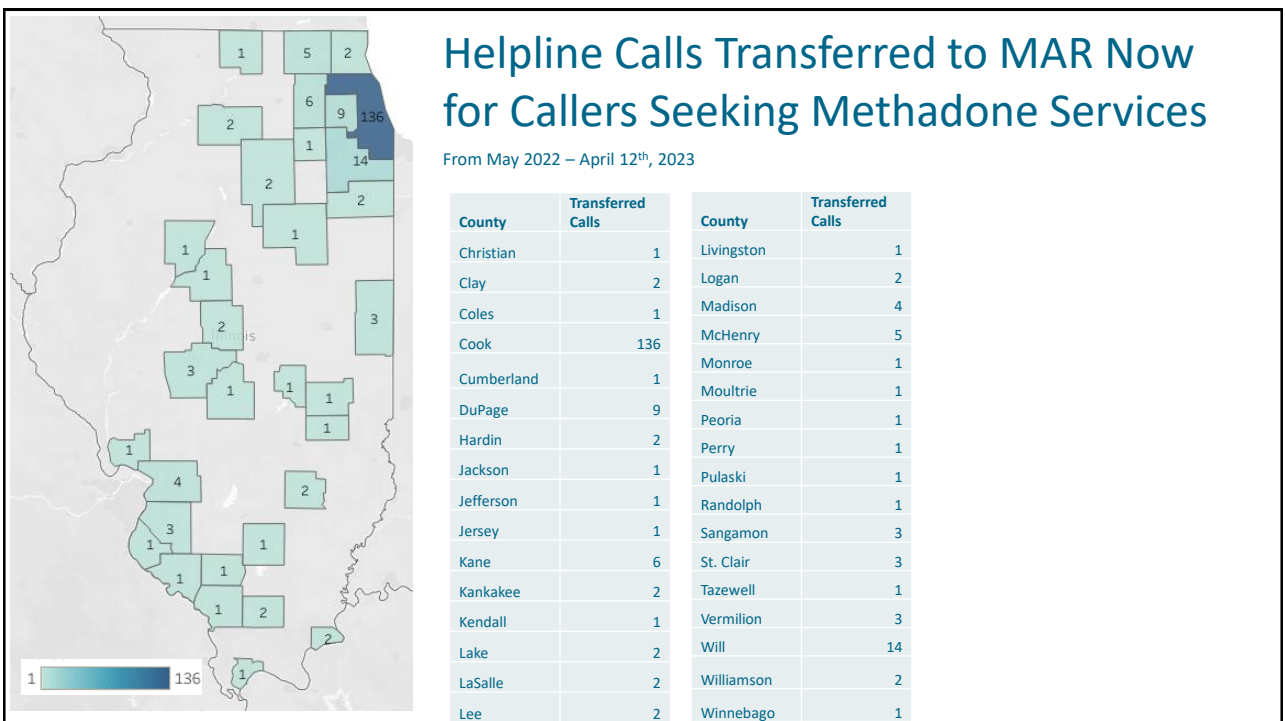 Helpline Calls Transferred to MAR Now
for Callers Seeking Methadone Services
From May 2022 – April 12th, 2023
County Transferred Calls
Christian 1
Clay 2
Coles 1
Cook 136
Cumberland 1
DuPage 9
Hardin 2
Jackson 1
Jefferson 1
Jersey 1
Kane 6
Kankakee 2
Kendall 1
Lake 2
LaSalle 2
Lee 2
County Transferred Calls
Livingston 1
Logan 2
Madison 4
McHenry 5
Monroe 1
Moultrie 1
Peoria 1
Perry 1
Pulaski 1
Randolph 1
Sangamon 3
St. Clair 3
Tazewell 1
Vermilion 3
Will 14
Williamson 2
Winnebago 1
1 5 2
6 9 136
2
1 14
2
2
1
1
1
3
2
Illinois
3
1
1
1
1
1
4
2
3
1
1
1
1
1
2
2
1
1 136